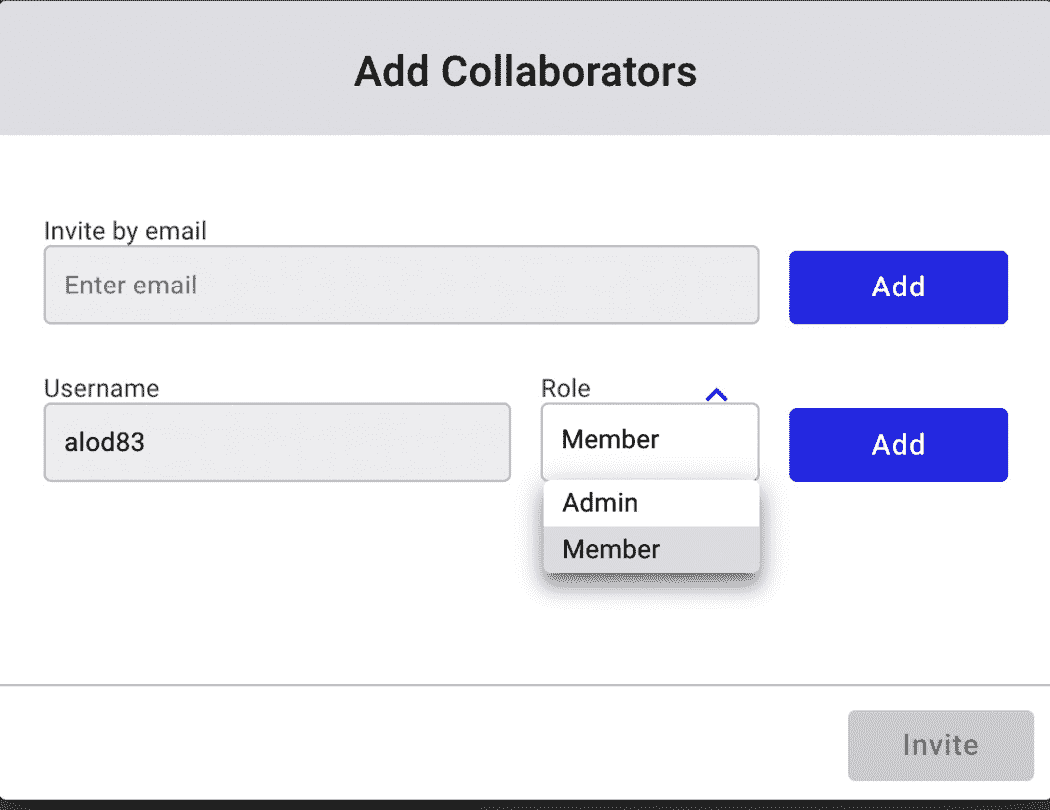 Add Collaborators
Invite by email
Enter email
Add
Username
Role
alod83
Member
Add
Admin
Member
Invite